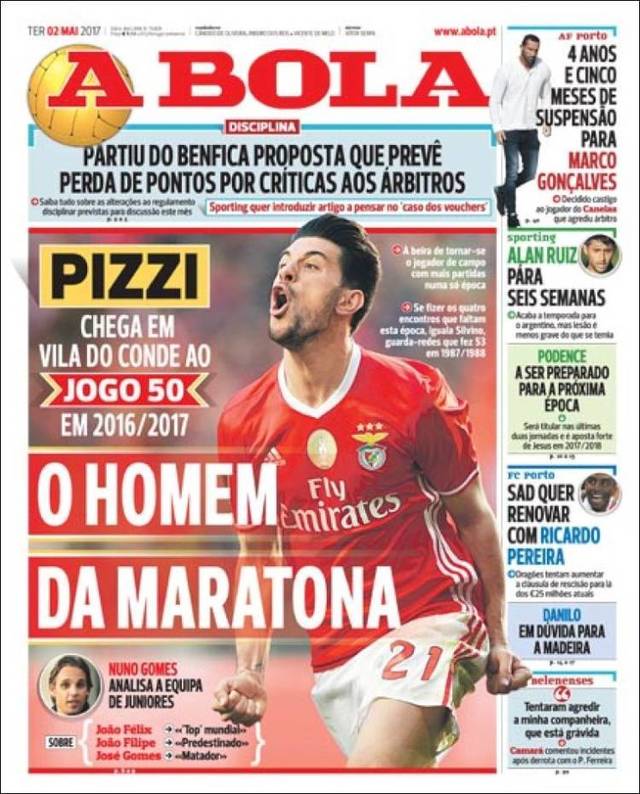 TER 02 MAI 2017
www.abola.pt
A BOLA
DISCIPLINA
PARTIU DO BENFICA PROPOSTA QUE PREVÊ
PERDA DE PONTOS POR CRÍTICAS AOS ÁRBITROS
Saiba tudo sobre as alterações ao regulamento
disciplinar previstas para discussão este mês
Sporting quer introduzir artigo a pensar no 'caso dos vouchers'
AF Porto
4 ANOS
E CINCO
MESES DE
SUSPENSÃO
PARA
MARCO
GONÇALVES
Decidido castigo
ao jogador do Canelas
que agrediu árbitro
PIZZI
CHEGA EM
VILA DO CONDE AO
JOGO 50
EM 2016/2017
À beira de tornar-se
o jogador de campo
com mais partidas
numa só época
Se fizer os quatro
encontros que faltam
esta época, iguala Silvino,
guarda-redes que fez 53
em 1987/1988
O HOMEM
DA MARATONA
Fly
Emirates
21
NUNO GOMES
ANALISA A EQUIPA
DE JUNIORES
SOBRE
João Félix → «'Top' mundial»
João Filipe → «Predestinado»
José Gomes → «Matador»
sporting
ALAN RUIZ
PÁRA
SEIS SEMANAS
Acaba a temporada para
o argentino, mas lesão é
menos grave do que se temia
PODENCE
A SER PREPARADO
PARA A PRÓXIMA
ÉPOCA
Será titular nas últimas
duas jornadas e é aposta forte
de Jesus em 2017/2018
FC Porto
SAD QUER
RENOVAR
COM RICARDO
PEREIRA
Dragões tentam aumentar
a cláusula de rescisão para lá
dos €25 milhões atuais
DANILO
EM DÚVIDA PARA
A MADEIRA
Belenenses
Tentaram agredir
a minha companheira,
que está grávida
Camará comentou incidentes
após derrota com o P. Ferreira